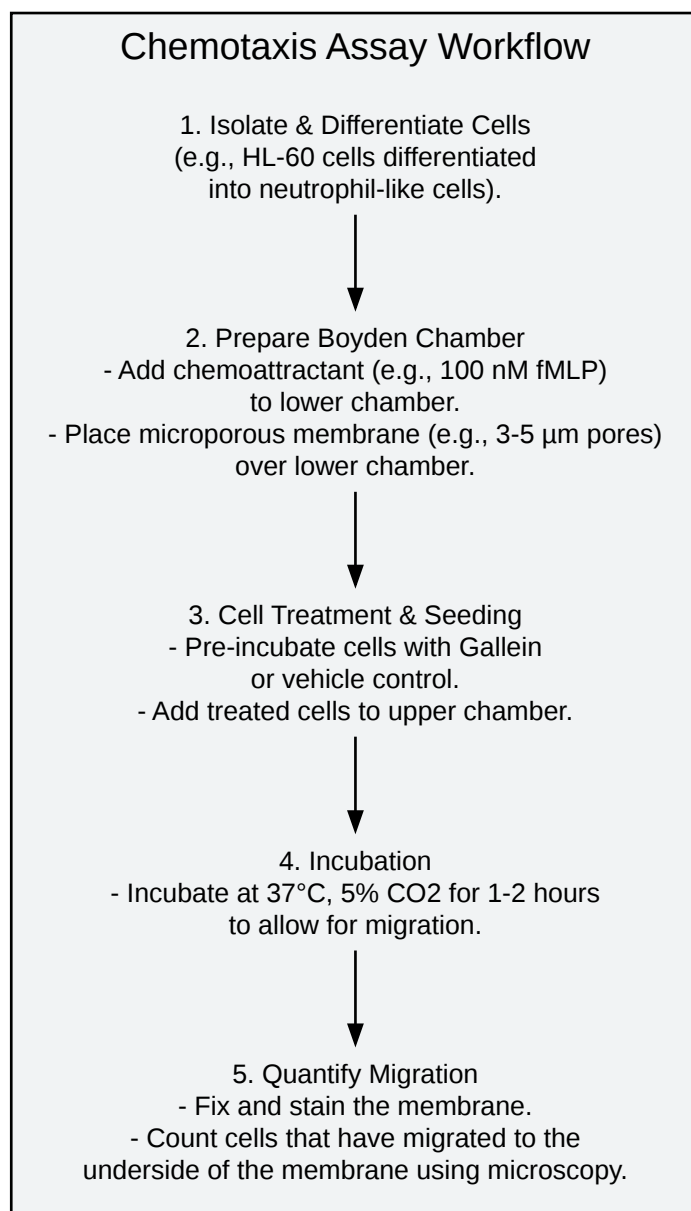 Chemotaxis Assay Workflow
1. Isolate & Differentiate Cells
(e.g., HL-60 cells differentiated
into neutrophil-like cells).
2. Prepare Boyden Chamber
- Add chemoattractant (e.g., 100 nM fMLP)
to lower chamber.
- Place microporous membrane (e.g., 3-5 µm pores)
over lower chamber.
3. Cell Treatment & Seeding
- Pre-incubate cells with Gallein
or vehicle control.
- Add treated cells to upper chamber.
4. Incubation
- Incubate at 37°C, 5% CO2 for 1-2 hours
to allow for migration.
5. Quantify Migration
- Fix and stain the membrane.
- Count cells that have migrated to the
underside of the membrane using microscopy.